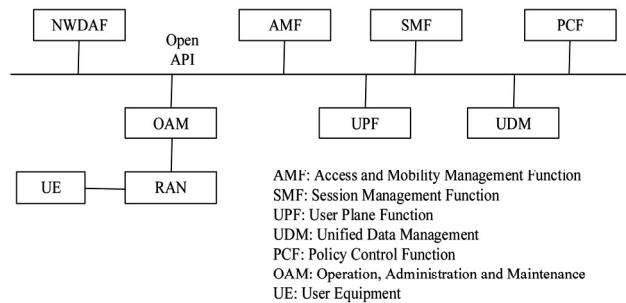 NWDAF
AMF
SMF
PCF
Open
API
OAM
UPF
UDM
UE
RAN
AMF: Access and Mobility Management Function
SMF: Session Management Function
UPF: User Plane Function
UDM: Unified Data Management
PCF: Policy Control Function
OAM: Operation, Administration and Maintenance
UE: User Equipment